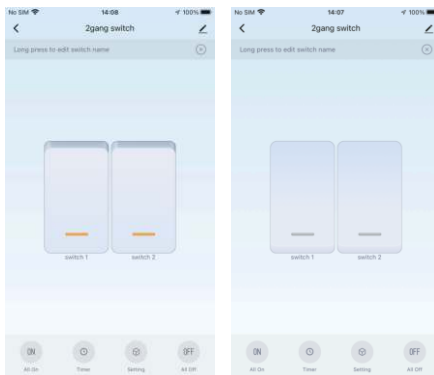 No SIM 14:08 100%
2gang switch
Long press to edit switch name
switch 1 switch 2
ON OFF
All On Timer Setting All Off
No SIM 14:07 100%
2gang switch
Long press to edit switch name
switch 1 switch 2
ON OFF
All On Timer Setting All Off